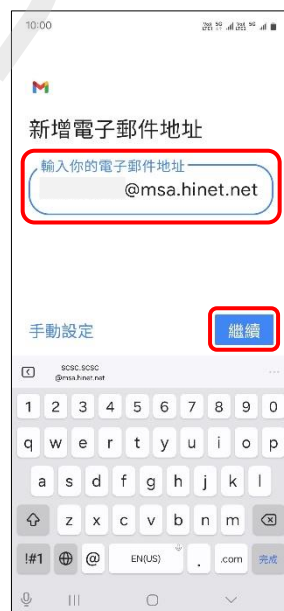 10:00
新增電子郵件地址
輸入你的電子郵件地址
@msa.hinet.net
手動設定
繼續
scsc.scsc
@msa.hinet.net
1 2 3 4 5 6 7 8 9 0
q w e r t y u i o p
a s d f g h j k l
z x c v b n m
!#1 @ EN(US) . .com 完成